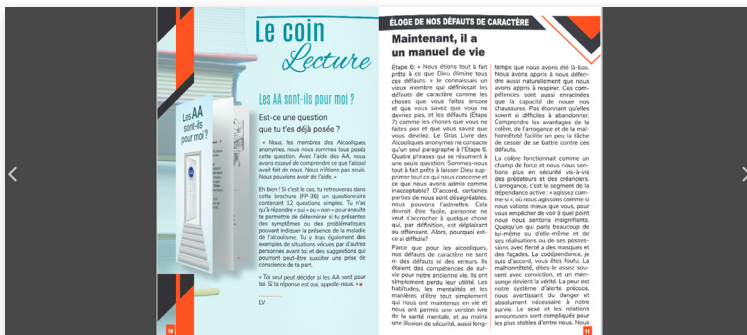 Le coin
Lecture
Les AA
sont-ils
pour moi ?
Les AA sont-ils pour moi ?
Est-ce une question
que tu t'es déjà posée ?
« Nous, les membres des Alcooliques
anonymes, nous nous sommes tous posés
cette question. Avec l'aide des AA, nous
avons essayé de comprendre ce que l'alcool
avait fait de nous. Nous n'étions pas seuls.
Nous pouvions avoir de l'aide. »
Eh bien ! Si c'est le cas, tu retrouveras dans
cette brochure (FP-36) un questionnaire
contenant 12 questions simples. Tu n'as
qu'à répondre « oui » ou « non » pour ensuite
te permettre de déterminer si tu présentes
des symptômes ou des problématiques
pouvant indiquer la présence de la maladie
de l'alcoolisme. Tu y liras également des
exemples de situations vécues par d'autres
personnes avant toi et des suggestions qui
pourront peut-être susciter une prise de
conscience de ta part.
« Toi seul peut décider si les AA sont pour
toi. Si ta réponse est oui, appelle-nous. »
LV
10
ÉLOGE DE NOS DÉFAUTS DE CARACTÈRE
Maintenant, il a
un manuel de vie
Étape 6: « Nous étions tout à fait
prêts à ce que Dieu élimine tous
ces défauts. » Je connaissais un
vieux membre qui définissait les
défauts de caractère comme les
choses que vous faites encore
et que vous savez que vous ne
devriez pas, et les défauts (Étape
7) comme les choses que vous ne
faites pas et que vous savez que
vous devriez. Le Gros Livre des
Alcooliques anonymes ne consacre
qu'un seul paragraphe à l'Étape 6.
Quatre phrases qui se résument à
une seule question: Sommes-nous
tout à fait prêts à laisser Dieu sup-
primer tout ce qui nous concerne et
ce que nous avons admis comme
inacceptable? D'accord, certaines
parties de nous sont désagréables,
nous pouvons l'admettre. Cela
devrait être facile, personne ne
veut s'accrocher à quelque chose
qui, par définition, est déplaisant
ou offensant. Alors, pourquoi est-
ce si difficile?
Parce que pour les alcooliques,
nos défauts de caractère ne sont
ni des défauts ni des erreurs. Ils
étaient des compétences de sur-
vie pour notre ancienne vie. Ils ont
simplement perdu leur utilité. Les
habitudes, les mentalités et les
manières d'être tout simplement
qui nous ont maintenus en vie et
nous ont permis une version ivre
de la santé mentale, et au moins
une illusion de sécurité, aussi long-
temps que nous avons été là-bas.
Nous avons appris à nous défen-
dre aussi naturellement que nous
avons appris à respirer. Ces com-
pétences sont aussi enracinées
que la capacité de nouer nos
chaussures. Pas étonnant qu'elles
soient si difficiles à abandonner.
Comprendre les avantages de la
colère, de l'arrogance et de la mal-
honnêteté facilite un peu la tâche
de cesser de se battre contre ces
défauts.
La colère fonctionnait comme un
champ de force et nous nous sen-
tions plus en sécurité vis-à-vis
des prédateurs et des créanciers.
L'arrogance, c'est le segment de la
dépendance active : « agissez com-
me si », où nous agissons comme si
nous valions mieux que vous, pour
vous empêcher de voir à quel point
nous nous sentons insignifiants.
Quelqu'un qui parle beaucoup de
lui-même ou d'elle-même et de
ses réalisations ou de ses posses-
sions avec fierté a des masques et
des façades. La codépendance, je
suis d'accord, vous êtes foutu. La
malhonnêteté, dites-le assez sou-
vent avec conviction, et un men-
songe devient la vérité. La peur est
notre système d'alerte précoce,
nous avertissant du danger et
absolument nécessaire à notre
survie. Le sexe et les relations
amoureuses sont compliqués pour
les plus stables d'entre nous. Nous
11